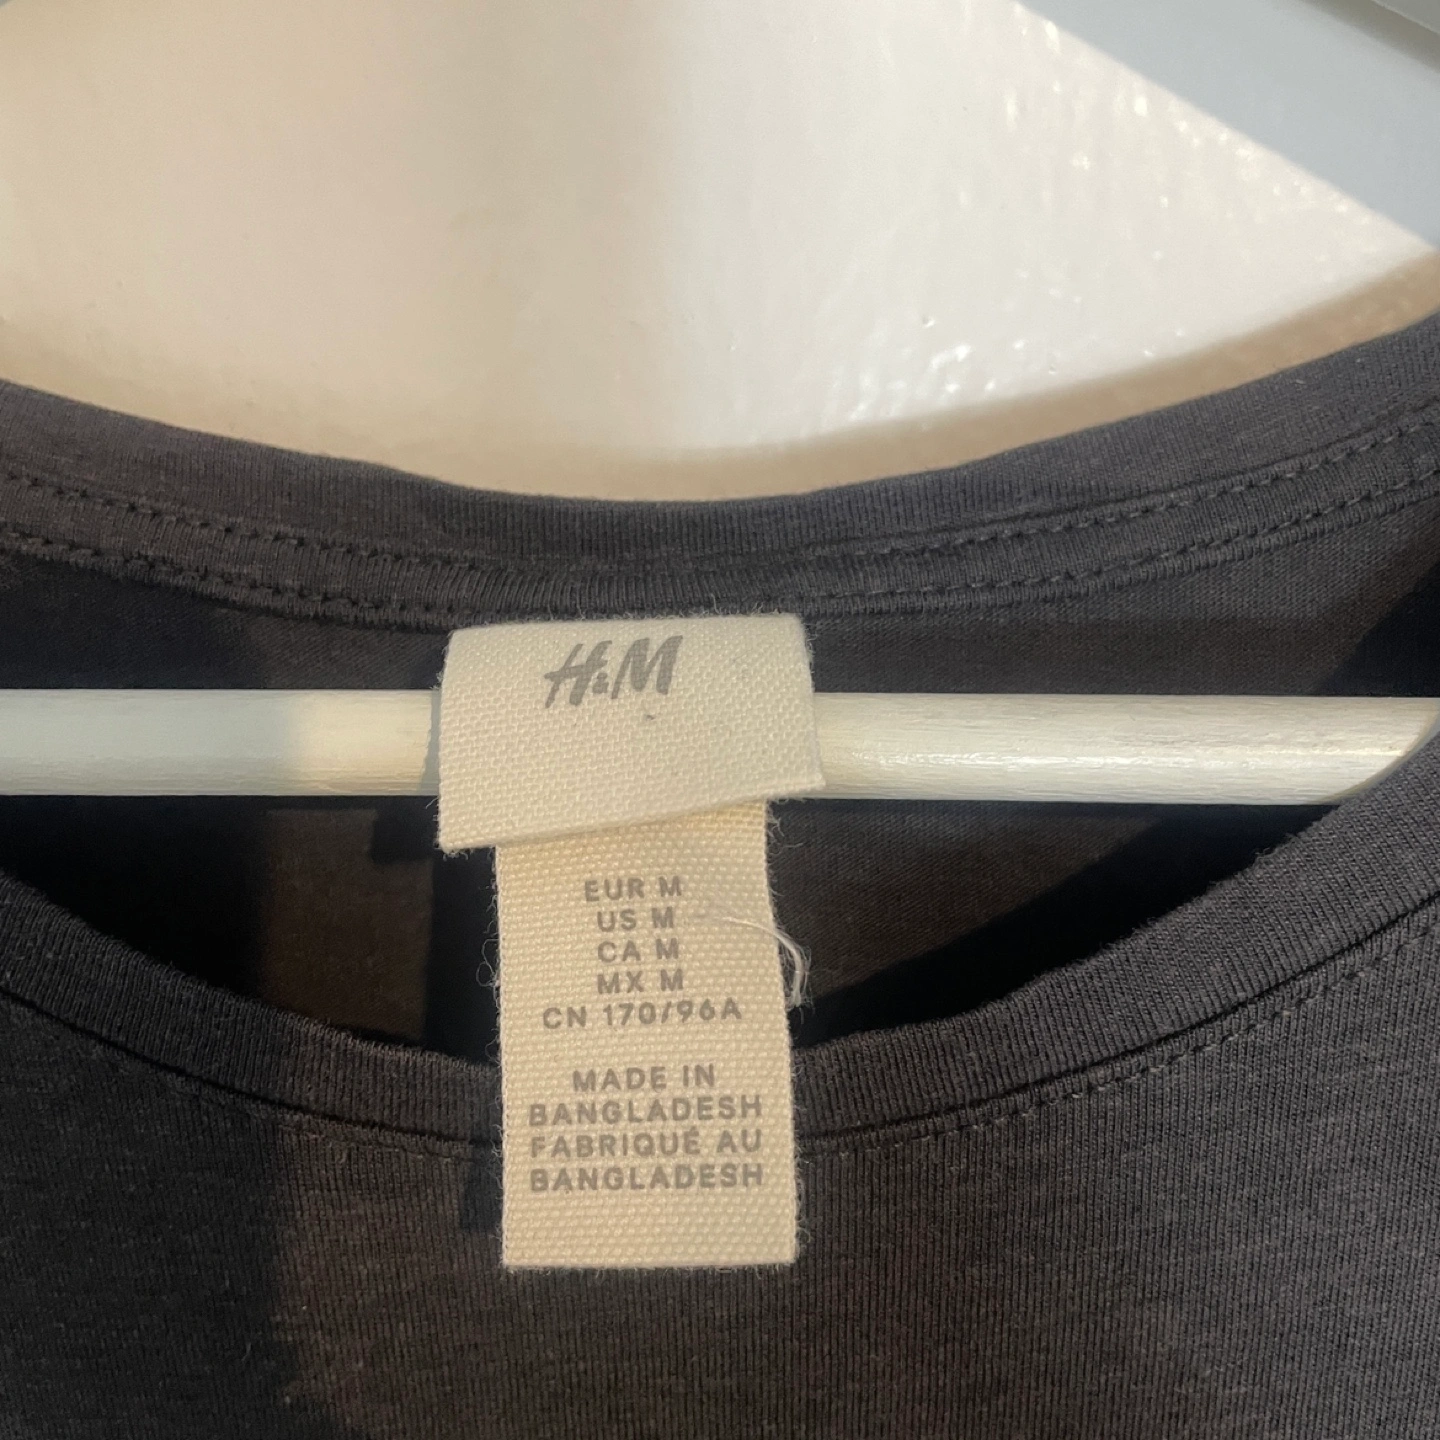 H&M
EUR M
US M
CA M
MX M
CN 170/96A
MADE IN
BANGLADESH
FABRIQUÉ AU
BANGLADESH